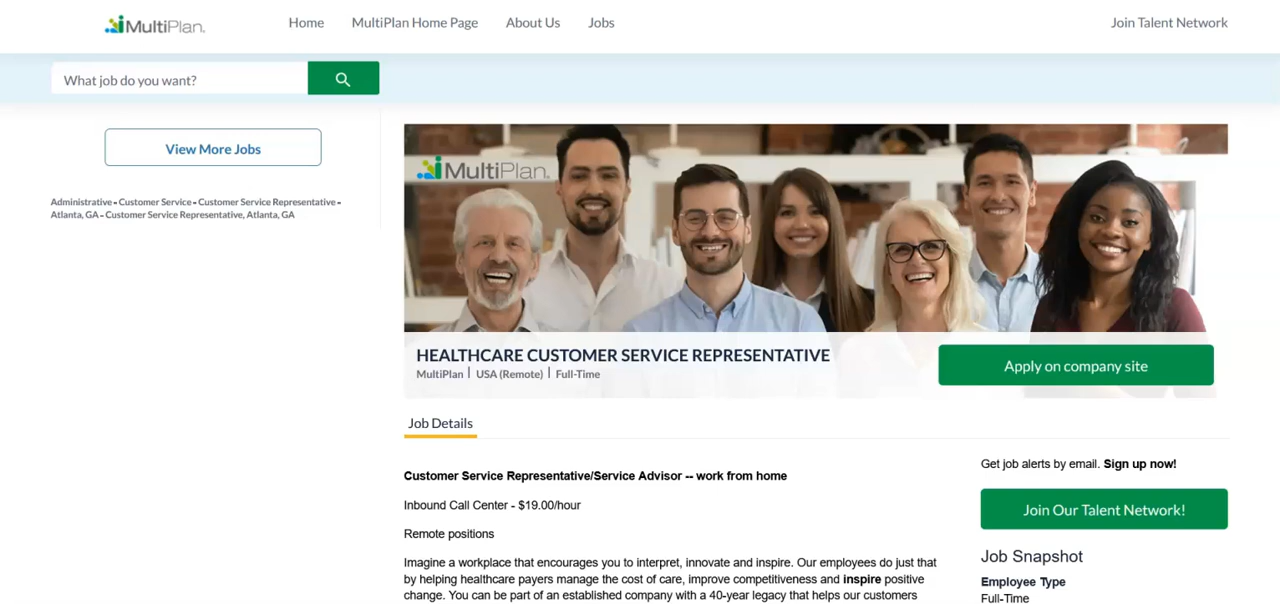 MultiPlan.
Home
MultiPlan Home Page
About Us
Jobs
Join Talent Network
What job do you want?
View More Jobs
Administrative - Customer Service - Customer Service Representative -
Atlanta, GA - Customer Service Representative, Atlanta, GA
MultiPlan.
HEALTHCARE CUSTOMER SERVICE REPRESENTATIVE
MultiPlan | USA (Remote) | Full-Time
Apply on company site
Job Details
Customer Service Representative/Service Advisor -- work from home
Inbound Call Center - $19.00/hour
Remote positions
Imagine a workplace that encourages you to interpret, innovate and inspire. Our employees do just that
by helping healthcare payers manage the cost of care, improve competitiveness and inspire positive
change. You can be part of an established company with a 40-year legacy that helps our customers
Get job alerts by email. Sign up now!
Join Our Talent Network!
Job Snapshot
Employee Type
Full-Time